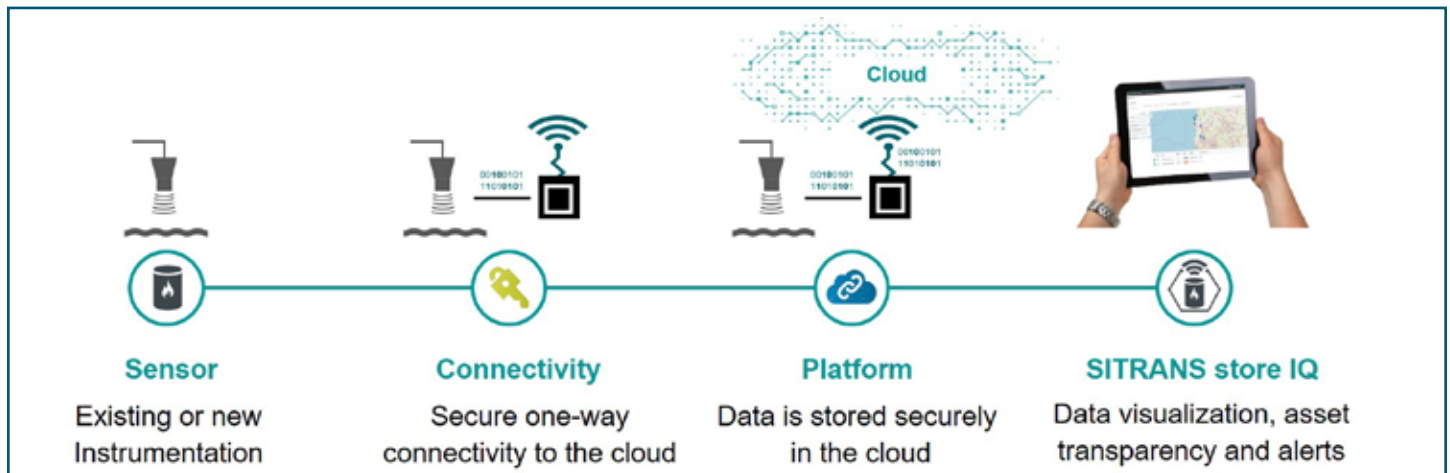 Cloud
00100101
11010101
00100101
11010101
00100101
11010101
Sensor
Existing or new
Instrumentation
Connectivity
Secure one-way
connectivity to the cloud
Platform
Data is stored securely
in the cloud
SITRANS store IQ
Data visualization, asset
transparency and alerts